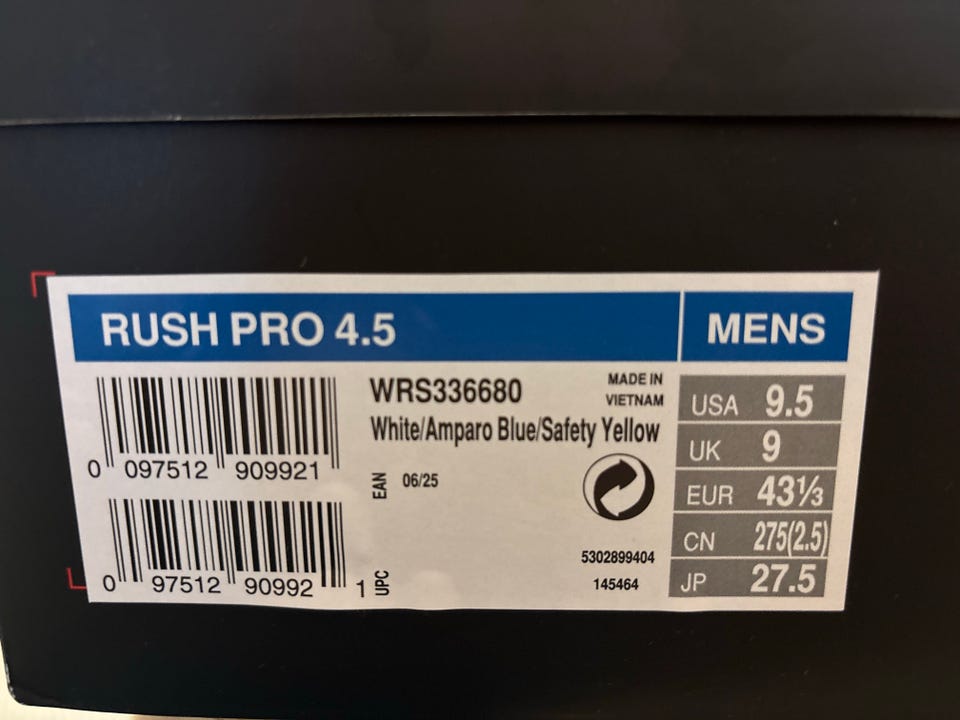 RUSH PRO 4.5
MENS
WRS336680
MADE IN
VIETNAM
White/Amparo Blue/Safety Yellow
0 097512 909921
EAN 06/25
0 97512 90992 1
UPC
5302899404
145464
USA 9.5
UK 9
EUR 43⅓
CN 275(2.5)
JP 27.5